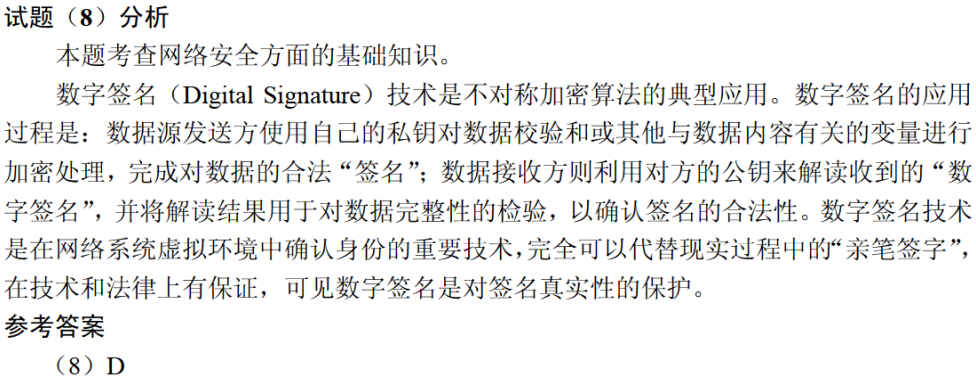 试题（8）分析
本题考查网络安全方面的基础知识。
数字签名（Digital Signature）技术是不对称加密算法的典型应用。数字签名的应用
过程是：数据源发送方使用自己的私钥对数据校验和或其他与数据内容有关的变量进行
加密处理，完成对数据的合法“签名”；数据接收方则利用对方的公钥来解读收到的“数
字签名”，并将解读结果用于对数据完整性的检验，以确认签名的合法性。数字签名技术
是在网络系统虚拟环境中确认身份的重要技术，完全可以代替现实过程中的“亲笔签字”，
在技术和法律上有保证，可见数字签名是对签名真实性的保护。
参考答案
（8）D